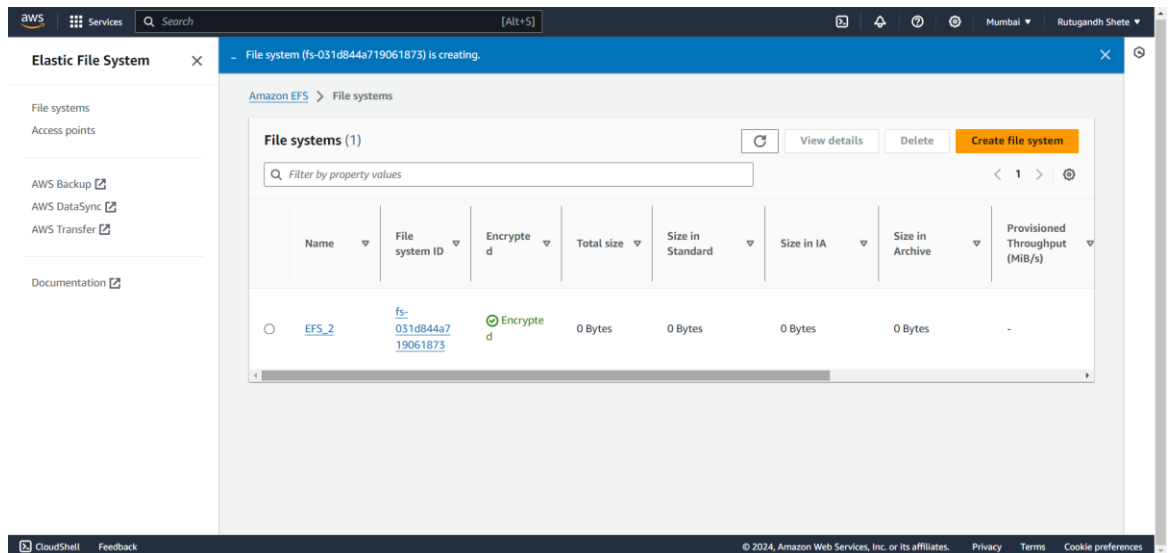 aws
Services
Search
[Alt+S]
Mumbai
Rutugandh Shete
Elastic File System
File systems
Access points
AWS Backup
AWS DataSync
AWS Transfer
Documentation
File system (fs-031d844a719061873) is creating.
Amazon EFS
File systems
File systems (1)
View details
Delete
Create file system
Filter by property values
1
Name
File
system ID
Encrypte
d
Total size
Size in
Standard
Size in IA
Size in
Archive
Provisioned
Throughput
(MiB/s)
EFS_2
fs-
031d844a7
19061873
Encrypte
d
0 Bytes
0 Bytes
0 Bytes
0 Bytes
-
CloudShell
Feedback
© 2024, Amazon Web Services, Inc. or its affiliates.
Privacy
Terms
Cookie preferences